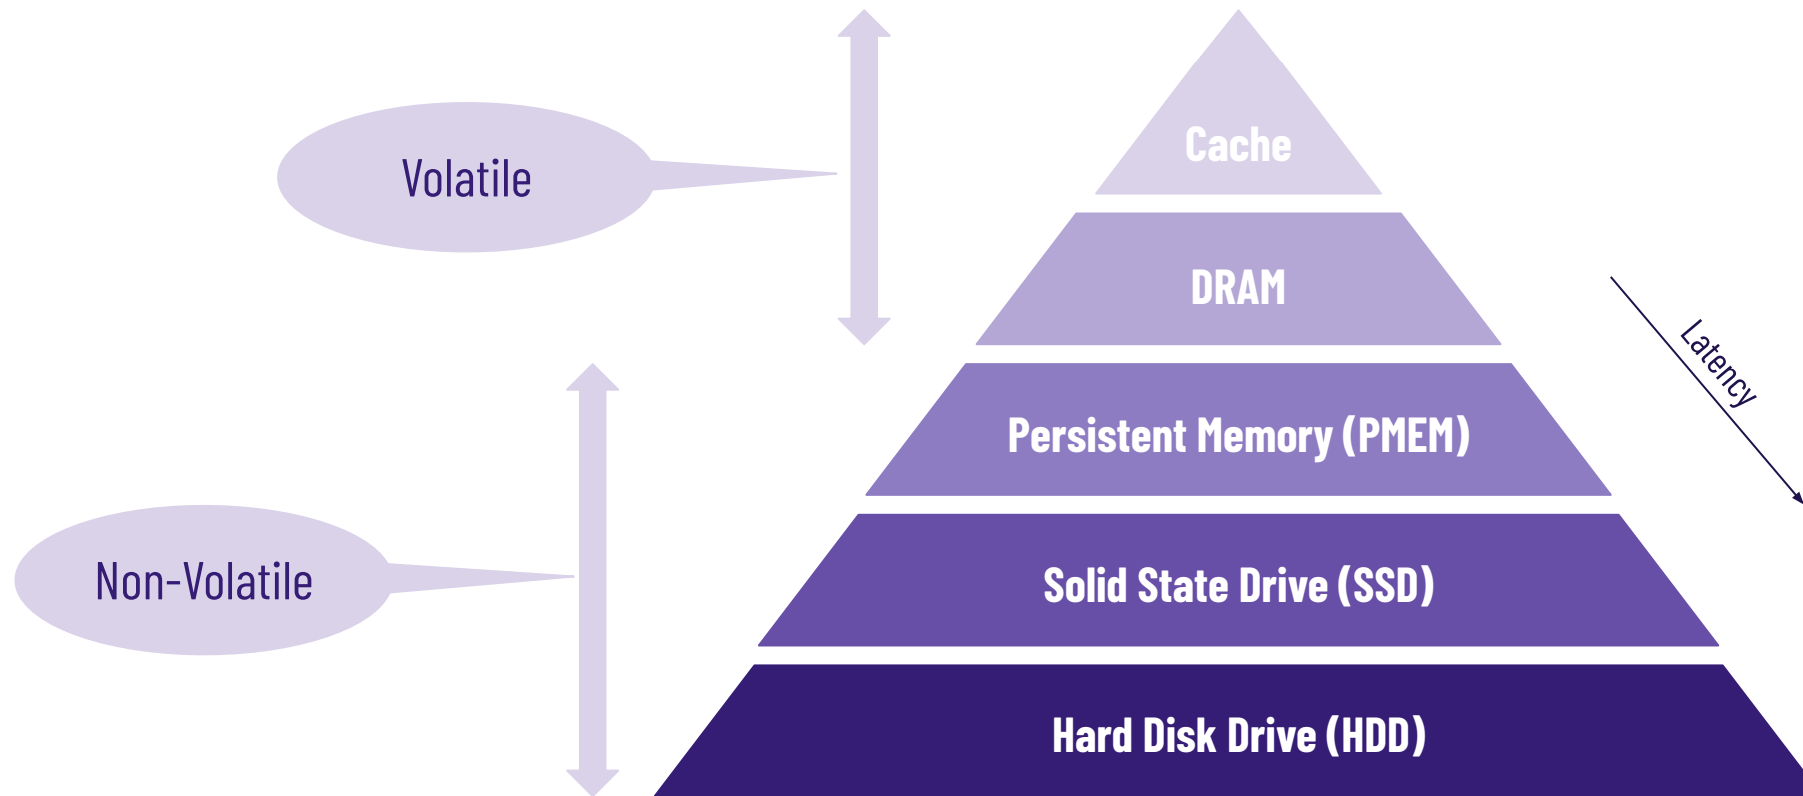 Cache
Volatile
DRAM
Latency
Persistent Memory (PMEM)
Non-Volatile
Solid State Drive (SSD)
Hard Disk Drive (HDD)